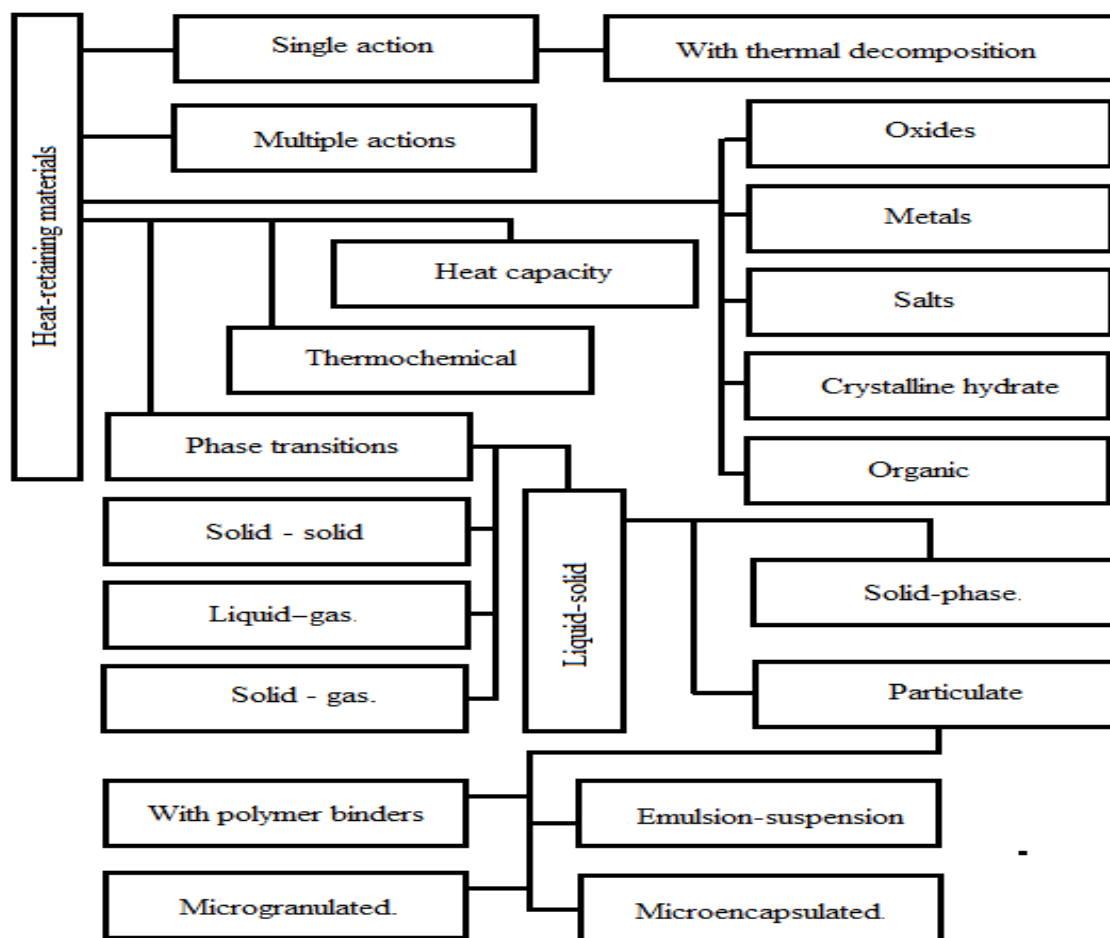 Heat-retaining materials
Single action
With thermal decomposition
Multiple actions
Oxides
Metals
Heat capacity
Salts
Thermochemical
Crystalline hydrate
Phase transitions
Organic
Solid - solid
Liquid–gas.
Solid - gas.
Liquid-solid
Solid-phase.
Particulate
With polymer binders
Emulsion-suspension
Microgranulated.
Microencapsulated.
-